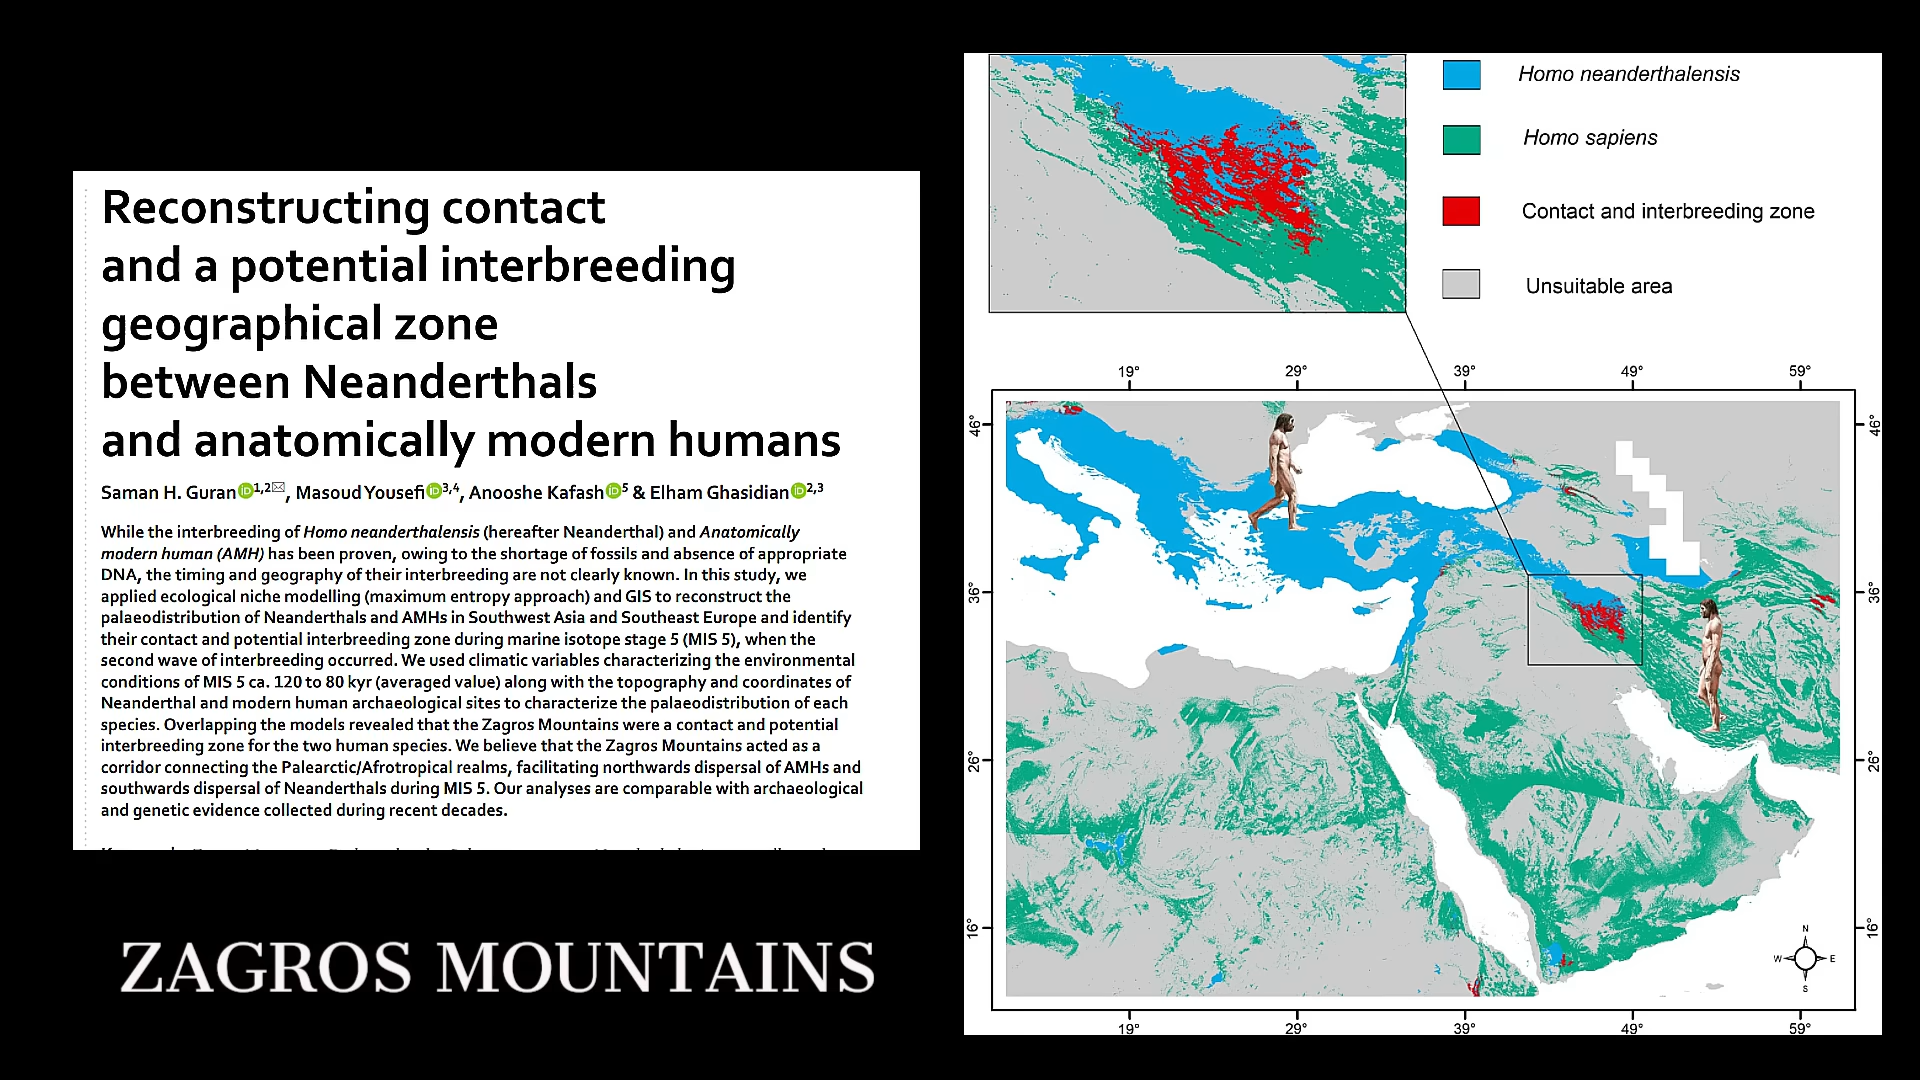 Reconstructing contact
and a potential interbreeding
geographical zone
between Neanderthals
and anatomically modern humans
Saman H. Guran 1,2✉, Masoud Yousefi 3,4, Anooshe Kafash 5 & Elham Ghasidian 2,3
While the interbreeding of Homo neanderthalensis (hereafter Neanderthal) and Anatomically
modern human (AMH) has been proven, owing to the shortage of fossils and absence of appropriate
DNA, the timing and geography of their interbreeding are not clearly known. In this study, we
applied ecological niche modelling (maximum entropy approach) and GIS to reconstruct the
palaeodistribution of Neanderthals and AMHs in Southwest Asia and Southeast Europe and identify
their contact and potential interbreeding zone during marine isotope stage 5 (MIS 5), when the
second wave of interbreeding occurred. We used climatic variables characterizing the environmental
conditions of MIS 5 ca. 120 to 80 kyr (averaged value) along with the topography and coordinates of
Neanderthal and modern human archaeological sites to characterize the palaeodistribution of each
species. Overlapping the models revealed that the Zagros Mountains were a contact and potential
interbreeding zone for the two human species. We believe that the Zagros Mountains acted as a
corridor connecting the Palearctic/Afrotropical realms, facilitating northwards dispersal of AMHs and
southwards dispersal of Neanderthals during MIS 5. Our analyses are comparable with archaeological
and genetic evidence collected during recent decades.
ZAGROS MOUNTAINS
Homo neanderthalensis
Homo sapiens
Contact and interbreeding zone
Unsuitable area
19° 29° 39° 49° 59°
46° 46°
36° 36°
26° 26°
16° 16°
N
W E
S
19° 29° 39° 49° 59°